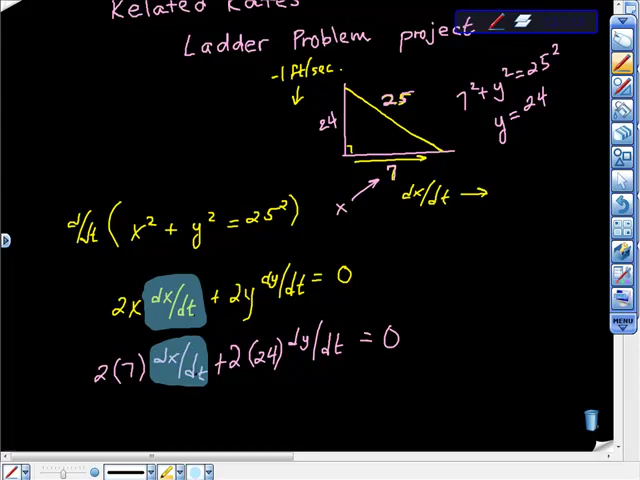 Related Rates
Ladder Problem project
-1 ft/sec.
25
24
7
x
dx/dt →
7² + y² = 25²
y = 24
d/dt ( x² + y² = 25² )
2x dx/dt + 2y dy/dt = 0
2(7) dx/dt + 2(24) dy/dt = 0
MENU